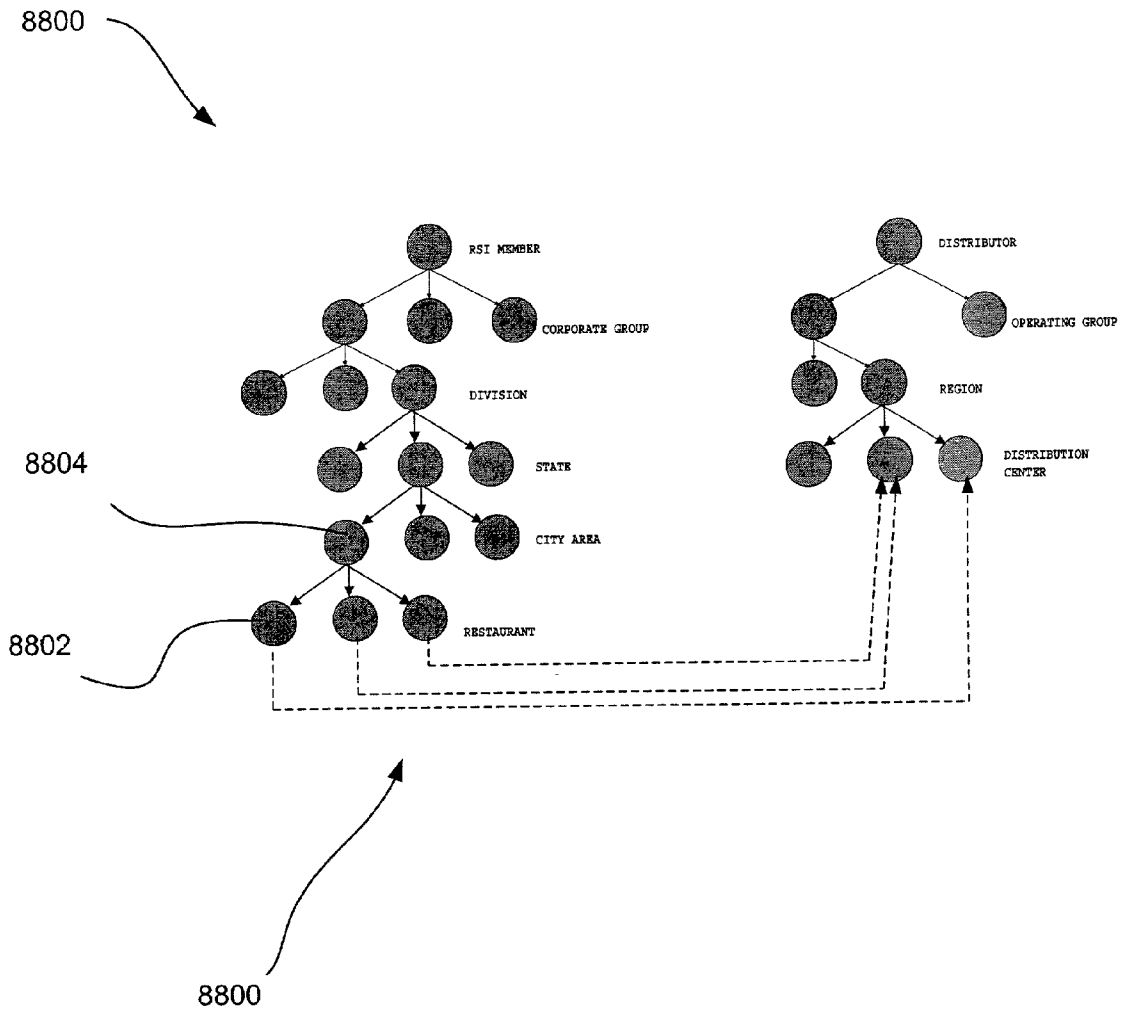 8800
RSI MEMBER
DISTRIBUTOR
CORPORATE GROUP
OPERATING GROUP
DIVISION
REGION
8804
STATE
DISTRIBUTION
CENTER
CITY AREA
8802
RESTAURANT
8800